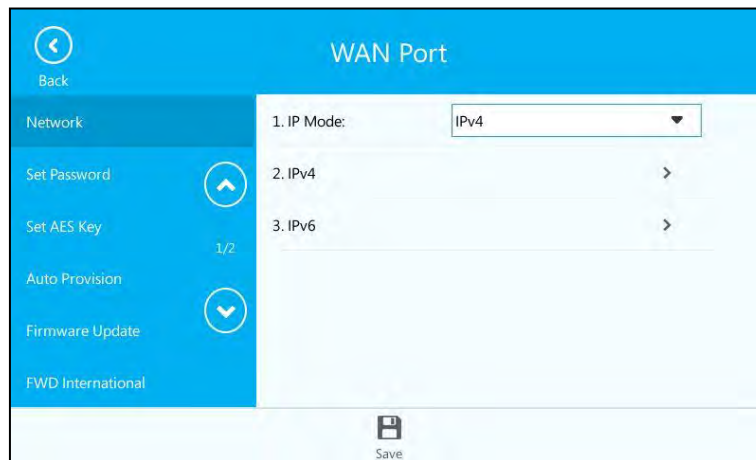 WAN Port
Back
Network
Set Password
Set AES Key
1/2
Auto Provision
Firmware Update
FWD International
1. IP Mode: IPv4
2. IPv4
3. IPv6
Save